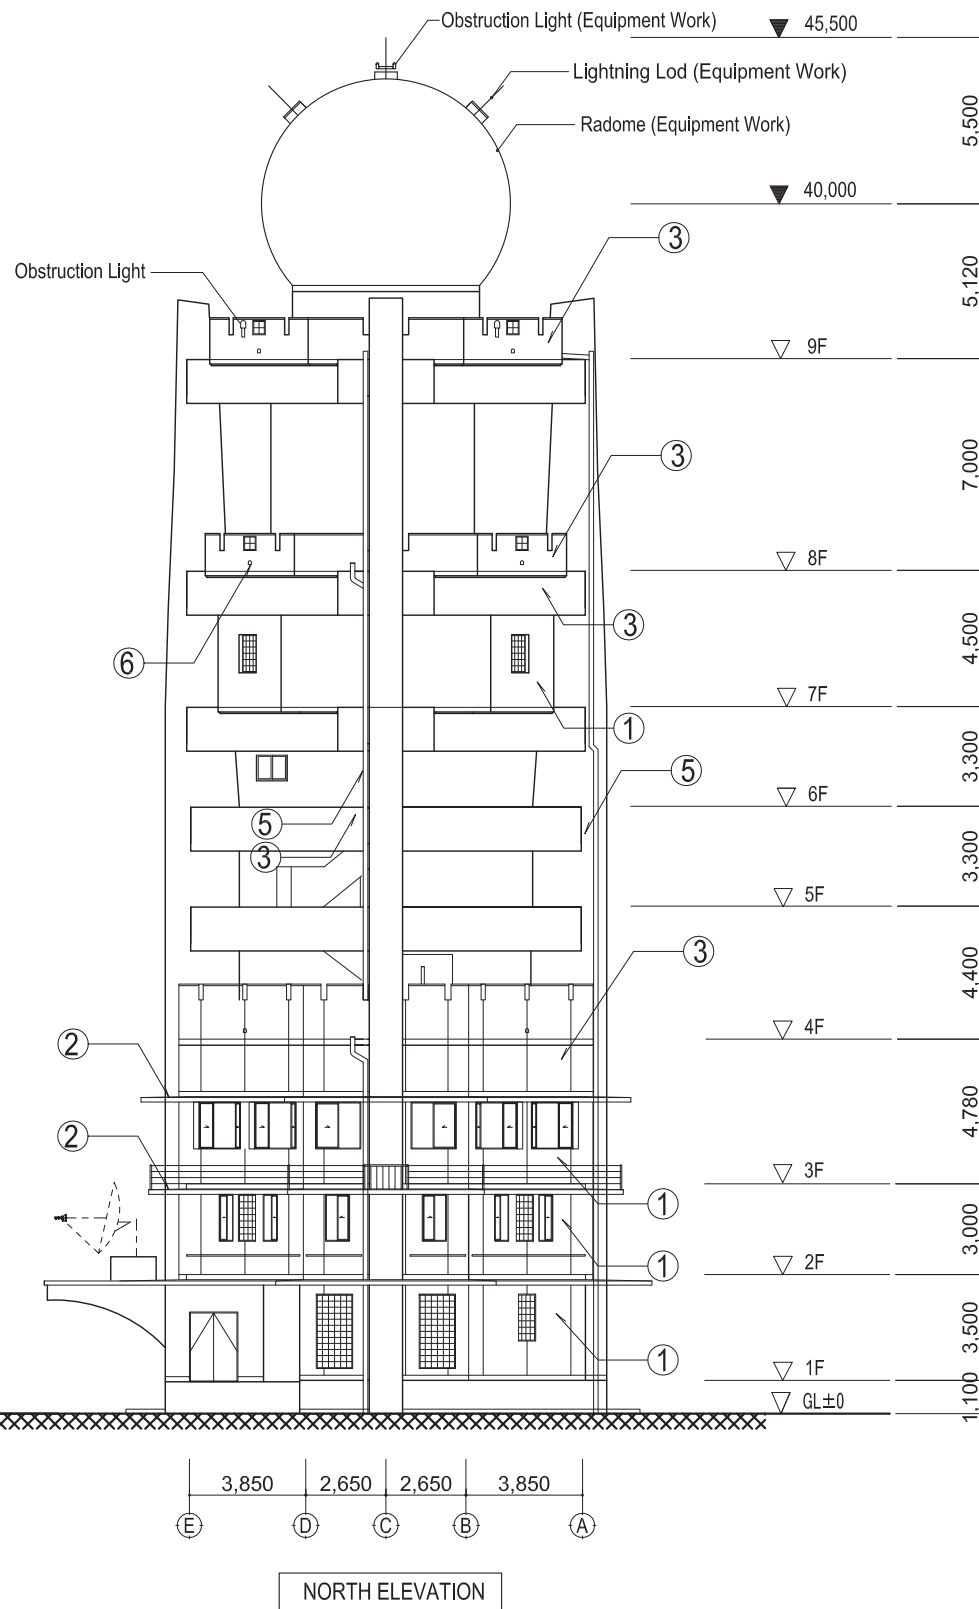 Obstruction Light (Equipment Work)
45,500
Lightning Lod (Equipment Work)
5,500
Radome (Equipment Work)
40,000
3
Obstruction Light
5,120
9F
3
7,000
8F
3
6
4,500
7F
1
3,300
5
6F
5
3
3,300
5F
3
4,400
4F
2
4,780
2
3F
1
3,000
1
2F
3,500
1
1F
GL±0
1,100
3,850
2,650
2,650
3,850
E
D
C
B
A
NORTH ELEVATION